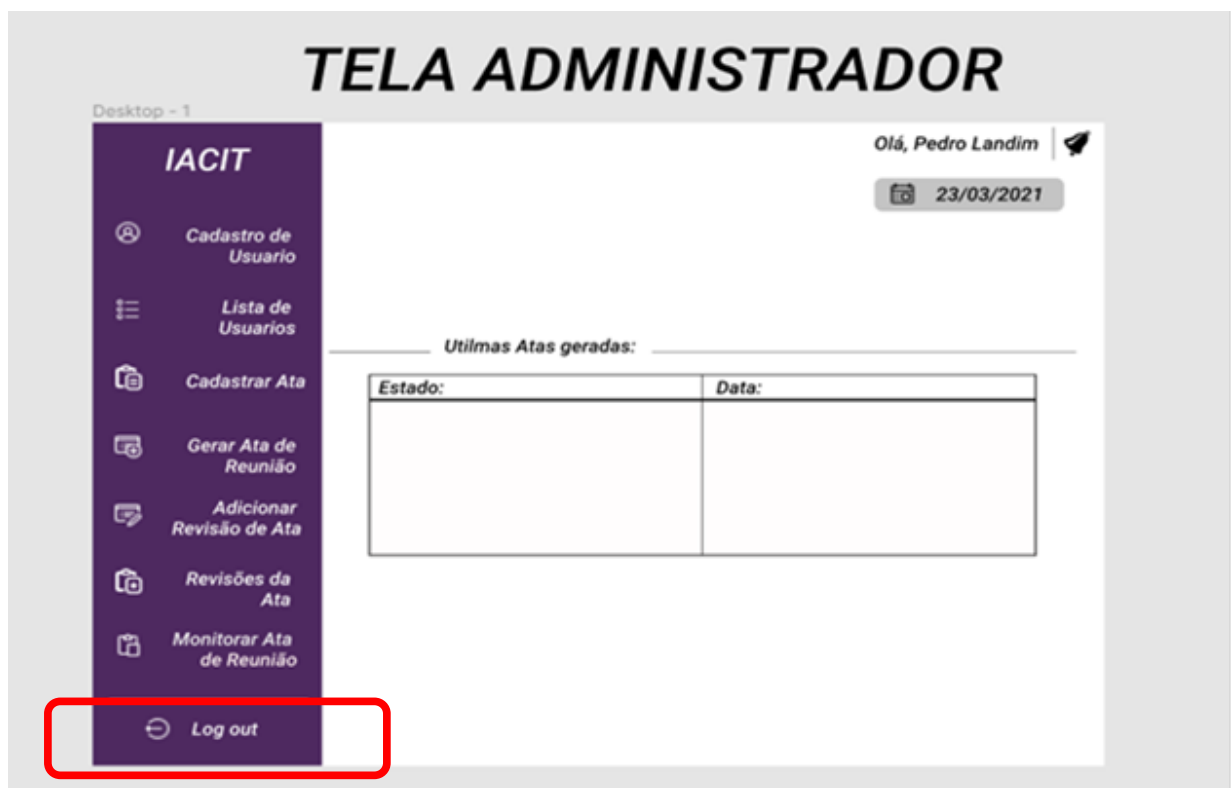 TELA ADMINISTRADOR
Desktop - 1
IACIT
Olá, Pedro Landim
23/03/2021
Cadastro de
Usuario
Lista de
Usuarios
Cadastrar Ata
Gerar Ata de
Reunião
Adicionar
Revisão de Ata
Revisões da
Ata
Monitorar Ata
de Reunião
Log out
Utilmas Atas geradas:
Estado: Data: